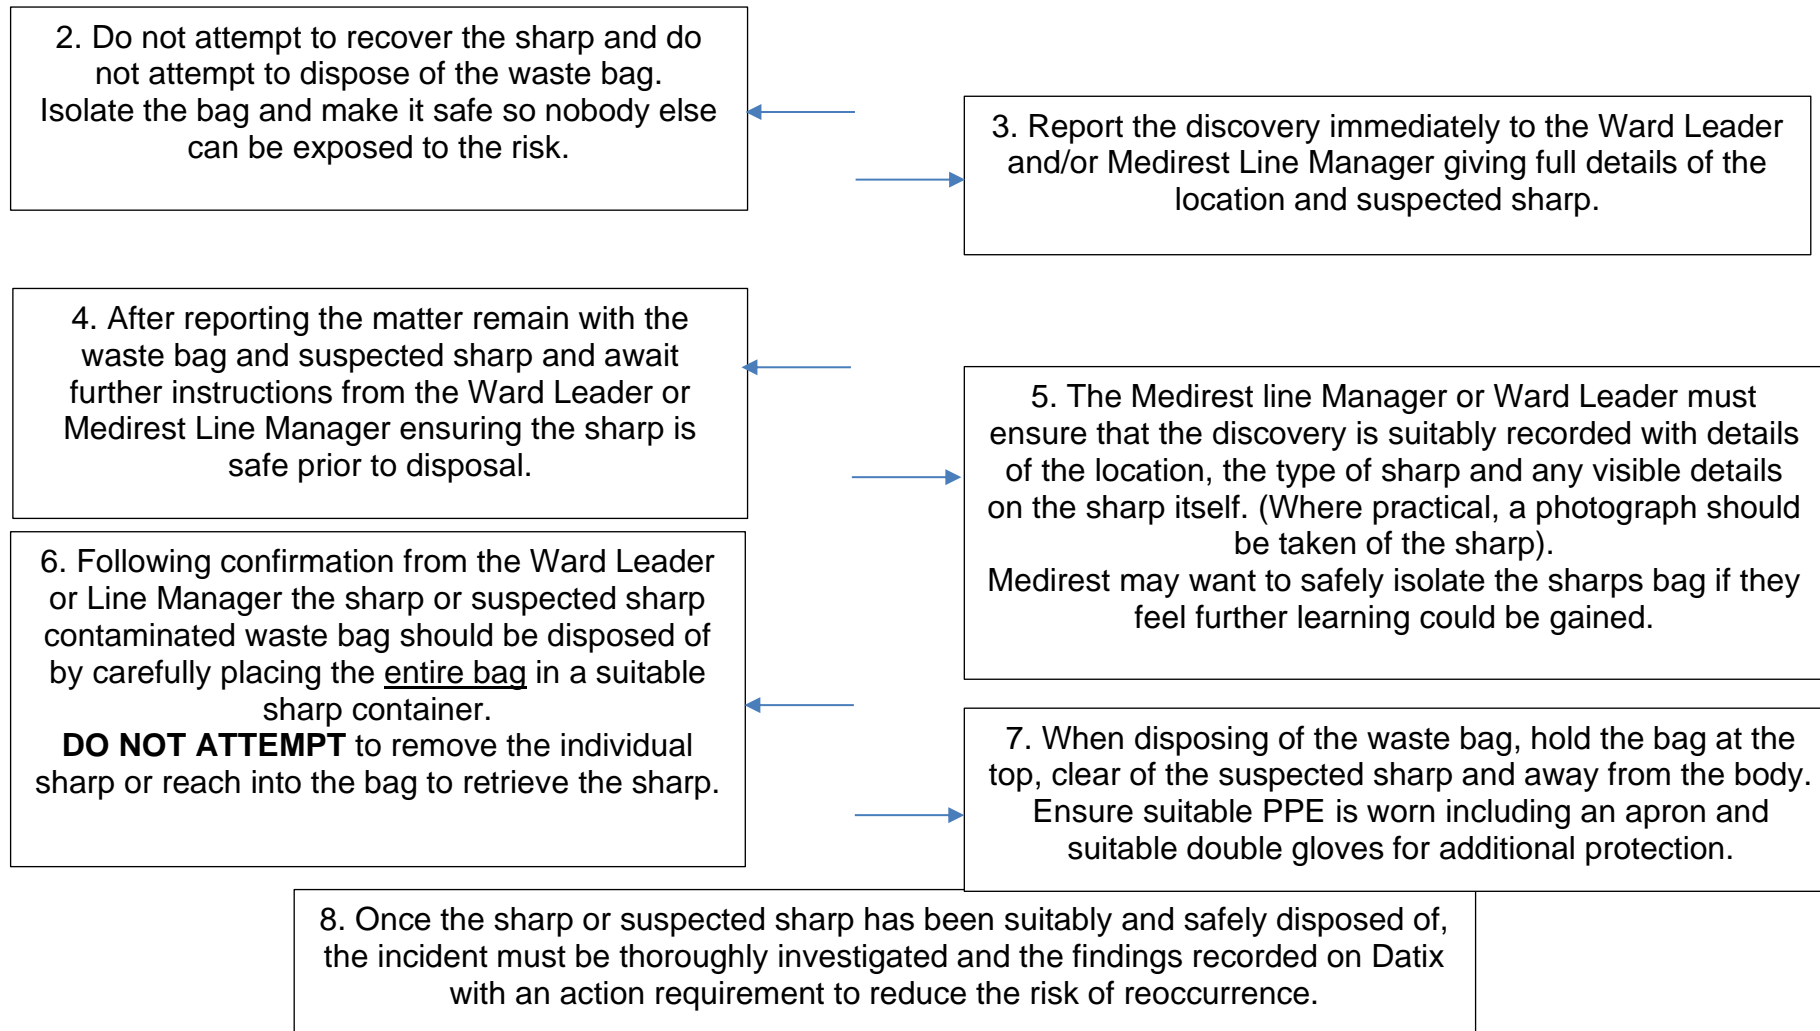 2. Do not attempt to recover the sharp and do
not attempt to dispose of the waste bag.
Isolate the bag and make it safe so nobody else
can be exposed to the risk.
3. Report the discovery immediately to the Ward Leader
and/or Medirest Line Manager giving full details of the
location and suspected sharp.
4. After reporting the matter remain with the
waste bag and suspected sharp and await
further instructions from the Ward Leader or
Medirest Line Manager ensuring the sharp is
safe prior to disposal.
5. The Medirest line Manager or Ward Leader must
ensure that the discovery is suitably recorded with details
of the location, the type of sharp and any visible details
on the sharp itself. (Where practical, a photograph should
be taken of the sharp).
Medirest may want to safely isolate the sharps bag if they
feel further learning could be gained.
6. Following confirmation from the Ward Leader
or Line Manager the sharp or suspected sharp
contaminated waste bag should be disposed of
by carefully placing the entire bag in a suitable
sharp container.
DO NOT ATTEMPT to remove the individual
sharp or reach into the bag to retrieve the sharp.
7. When disposing of the waste bag, hold the bag at the
top, clear of the suspected sharp and away from the body.
Ensure suitable PPE is worn including an apron and
suitable double gloves for additional protection.
8. Once the sharp or suspected sharp has been suitably and safely disposed of,
the incident must be thoroughly investigated and the findings recorded on Datix
with an action requirement to reduce the risk of reoccurrence.